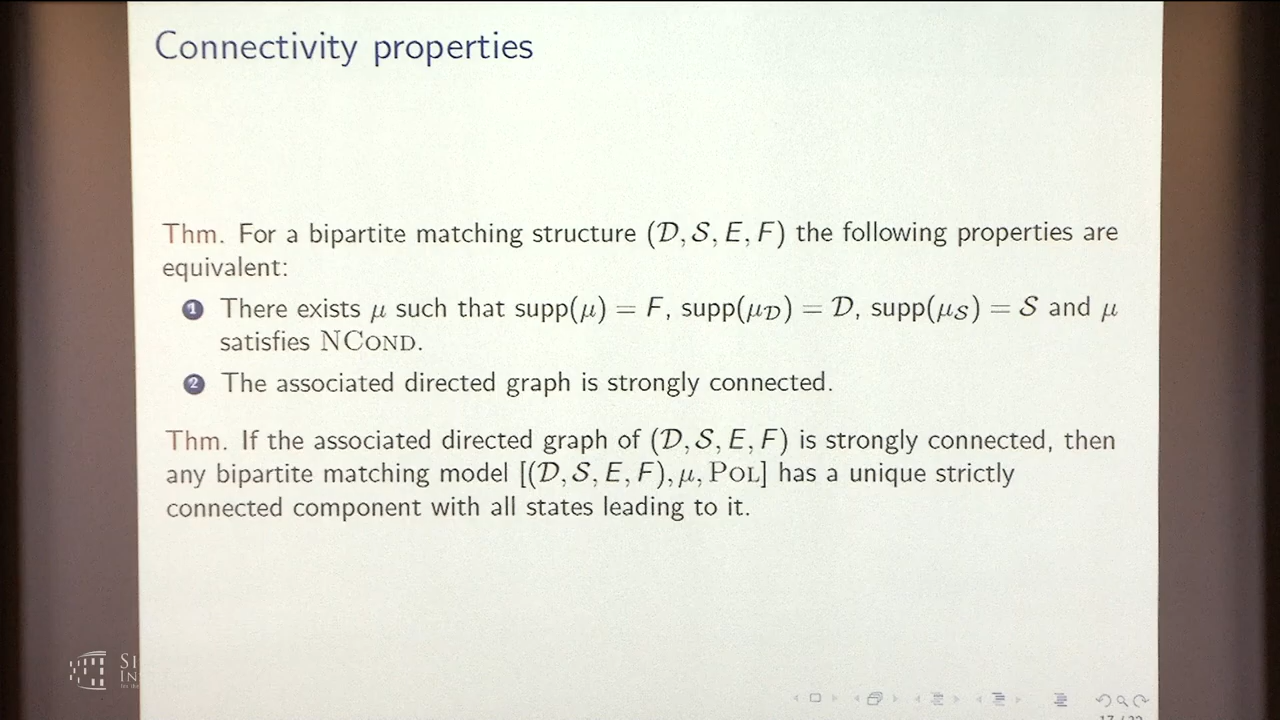 Connectivity properties
Thm. For a bipartite matching structure (𝒟, 𝒮, E, F) the following properties are
equivalent:
1 There exists μ such that supp(μ) = F, supp(μ_𝒟) = 𝒟, supp(μ_𝒮) = 𝒮 and μ
satisfies NCOND.
2 The associated directed graph is strongly connected.
Thm. If the associated directed graph of (𝒟, 𝒮, E, F) is strongly connected, then
any bipartite matching model [(𝒟, 𝒮, E, F), μ, POL] has a unique strictly
connected component with all states leading to it.